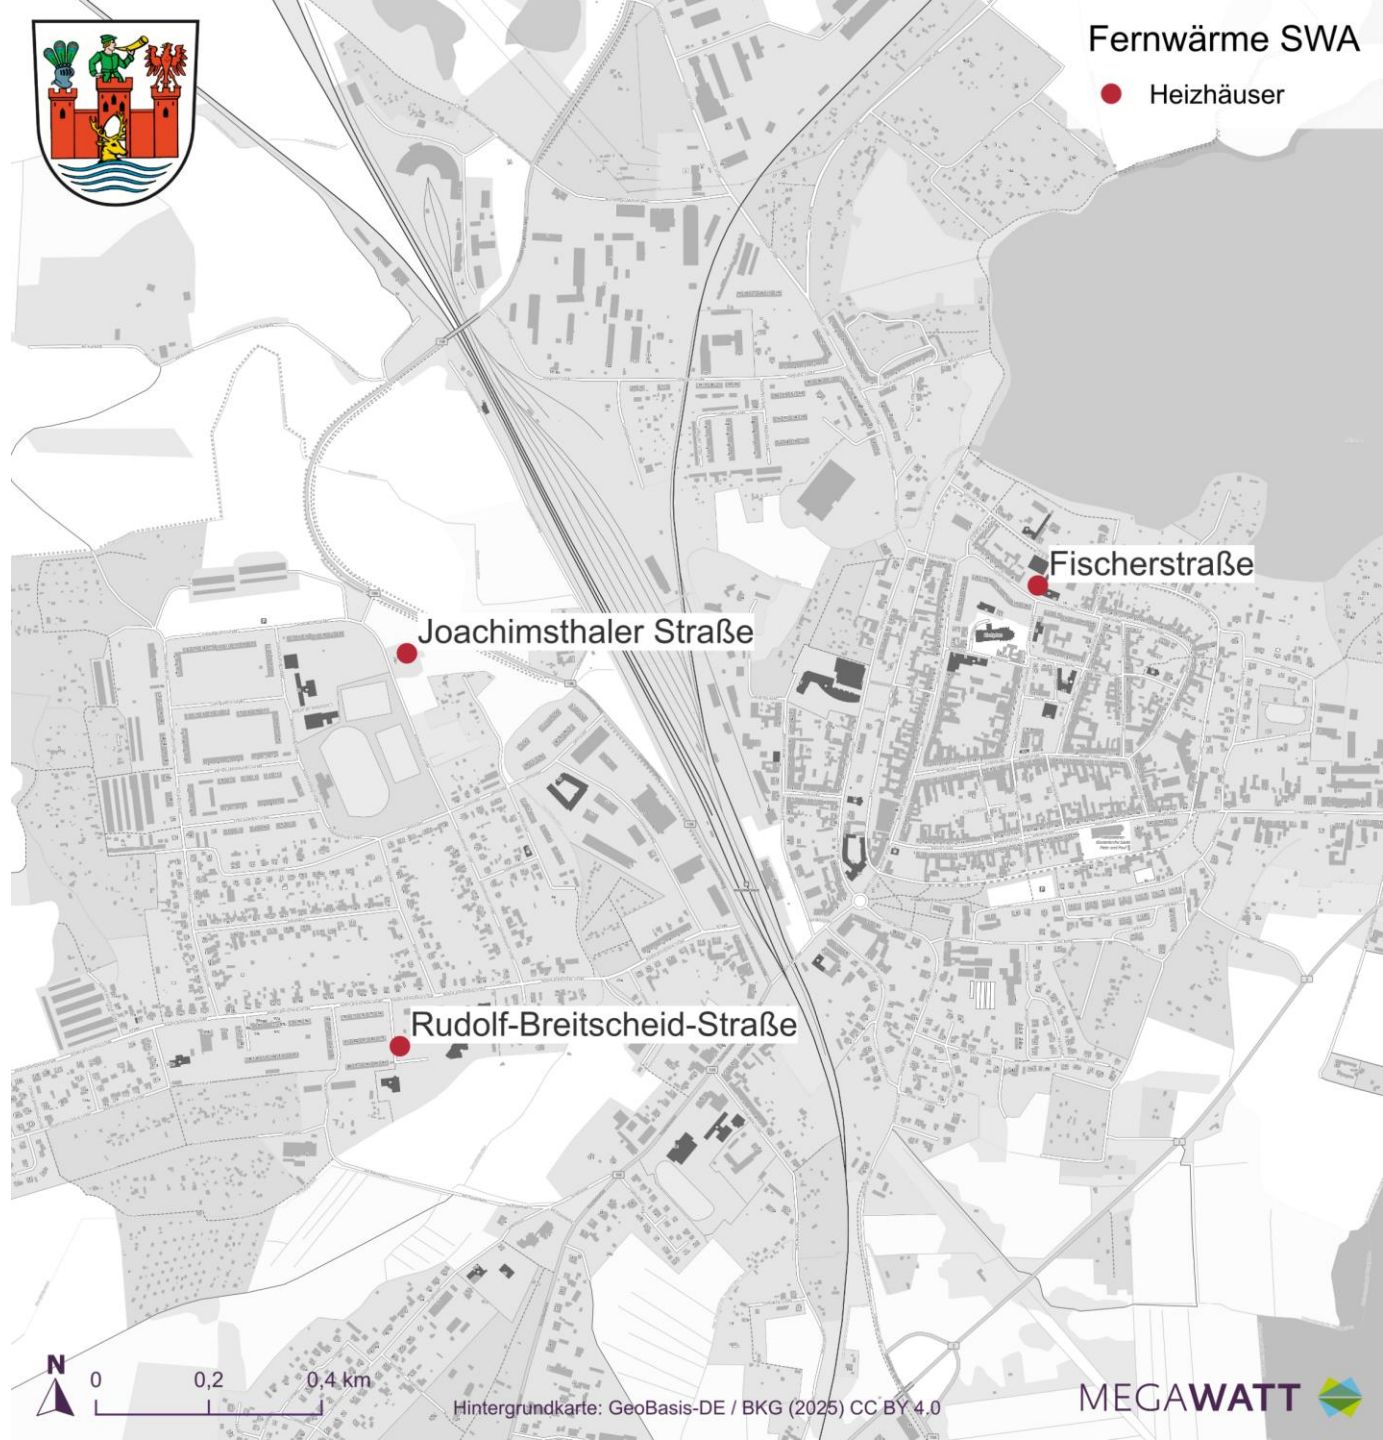 Fernwärme SWA
Heizhäuser
Fischerstraße
Joachimsthaler Straße
Rudolf-Breitscheid-Straße
N
0 0,2 0,4 km
Hintergrundkarte: GeoBasis-DE / BKG (2025) CC BY 4.0
MEGAWATT